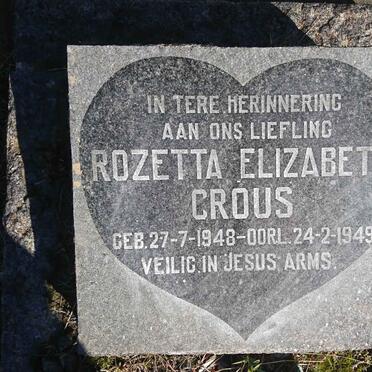 IN TERE HERINNERING
AAN ONS LIEFLING
ROZETTA ELIZABET
CROUS
GEB. 27-7-1948-OORL. 24-2-1949
VEILIG IN JESUS ARMS.